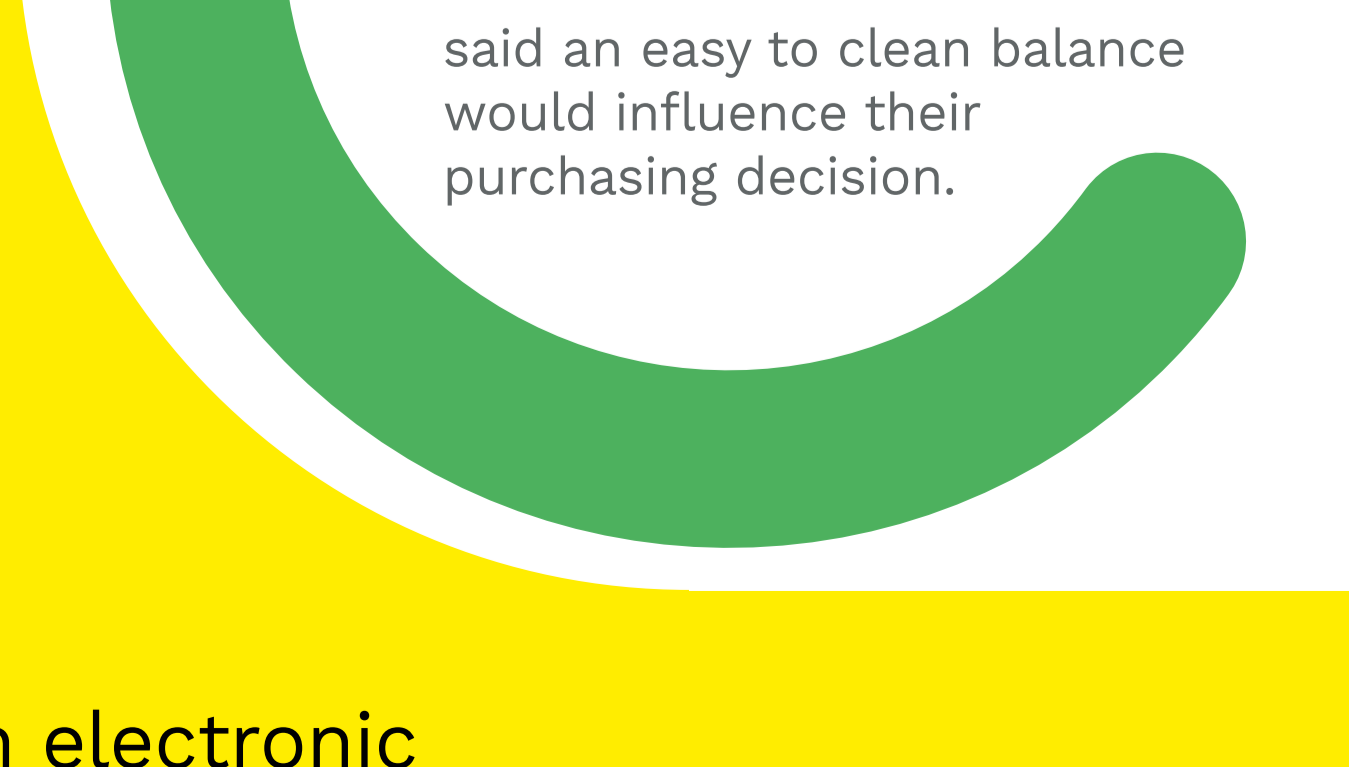 said an easy to clean balance
would influence their
purchasing decision.
electronic